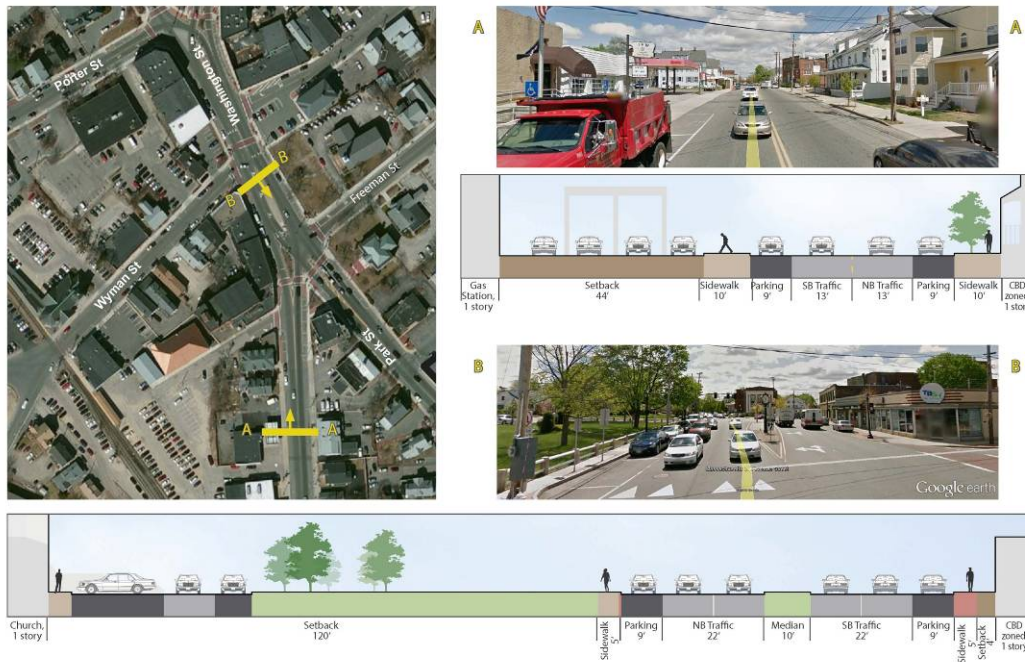 Porter St
Washington St
B
B
Freeman St
Wyman St
Park St
A
A
A
A
Gas
Station,
1 story
Setback
44'
Sidewalk
10'
Parking
9'
SB Traffic
13'
NB Traffic
13'
Parking
9'
Sidewalk
10'
CBD
zoned
1 story
B
B
Google earth
Church,
1 story
Setback
120'
Sidewalk
5'
Parking
9'
NB Traffic
22'
Median
10'
SB Traffic
22'
Parking
9'
Sidewalk
5'
Setback
4'
CBD
zoned
1 story